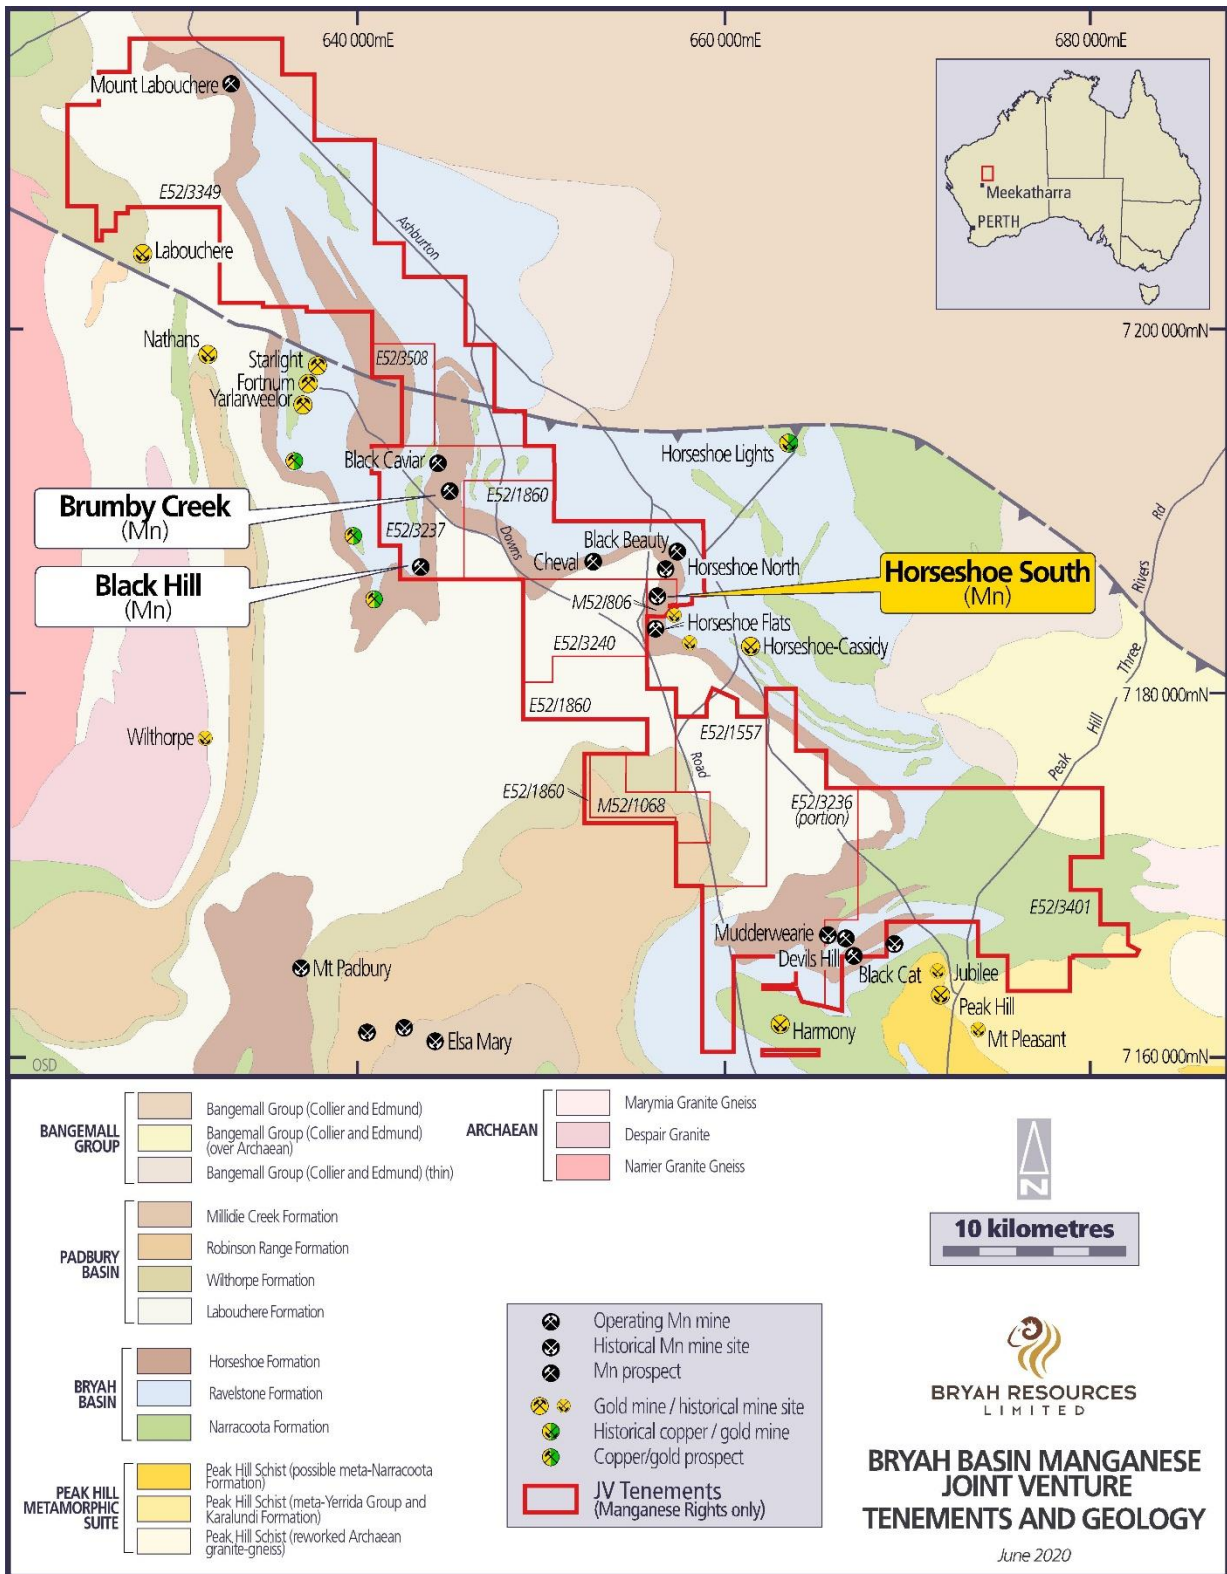 640 000mE
660 000mE
680 000mE
Mount Labouchere
E52/3349
Labouchere
Ashburton
Meekatharra
PERTH
7 200 000mN
Nathans
Starlight
Fortnum
Yarlarweelor
E52/3508
Black Caviar
Horseshoe Lights
E52/1860
Brumby Creek
(Mn)
E52/3237
Downs
Black Beauty
Cheval
Horseshoe North
Black Hill
(Mn)
Horseshoe South
(Mn)
M52/806
Horseshoe Flats
E52/3240
Horseshoe-Cassidy
Rd
Rivers
Three
Hill
Peak
7 180 000mN
E52/1860
Wilthorpe
E52/1557
Road
E52/1860
M52/1068
E52/3236
(portion)
E52/3401
Mudderwearie
Devils Hill
Black Cat
Jubilee
Mt Padbury
Peak Hill
Harmony
Mt Pleasant
Elsa Mary
OSD
7 160 000mN
BANGEMALL
GROUP
Bangemall Group (Collier and Edmund)
Bangemall Group (Collier and Edmund)
(over Archaean)
Bangemall Group (Collier and Edmund) (thin)
PADBURY
BASIN
Millidie Creek Formation
Robinson Range Formation
Wilthorpe Formation
Labouchere Formation
BRYAH
BASIN
Horseshoe Formation
Ravelstone Formation
Narracoota Formation
PEAK HILL
METAMORPHIC
SUITE
Peak Hill Schist (possible meta-Narracoota
Formation)
Peak Hill Schist (meta-Yerrida Group and
Karalundi Formation)
Peak Hill Schist (reworked Archaean
granite-gneiss)
ARCHAEAN
Marymia Granite Gneiss
Despair Granite
Narrier Granite Gneiss
Operating Mn mine
Historical Mn mine site
Mn prospect
Gold mine / historical mine site
Historical copper / gold mine
Copper/gold prospect
JV Tenements
(Manganese Rights only)
N
10 kilometres
BRYAH RESOURCES
LIMITED
BRYAH BASIN MANGANESE
JOINT VENTURE
TENEMENTS AND GEOLOGY
June 2020